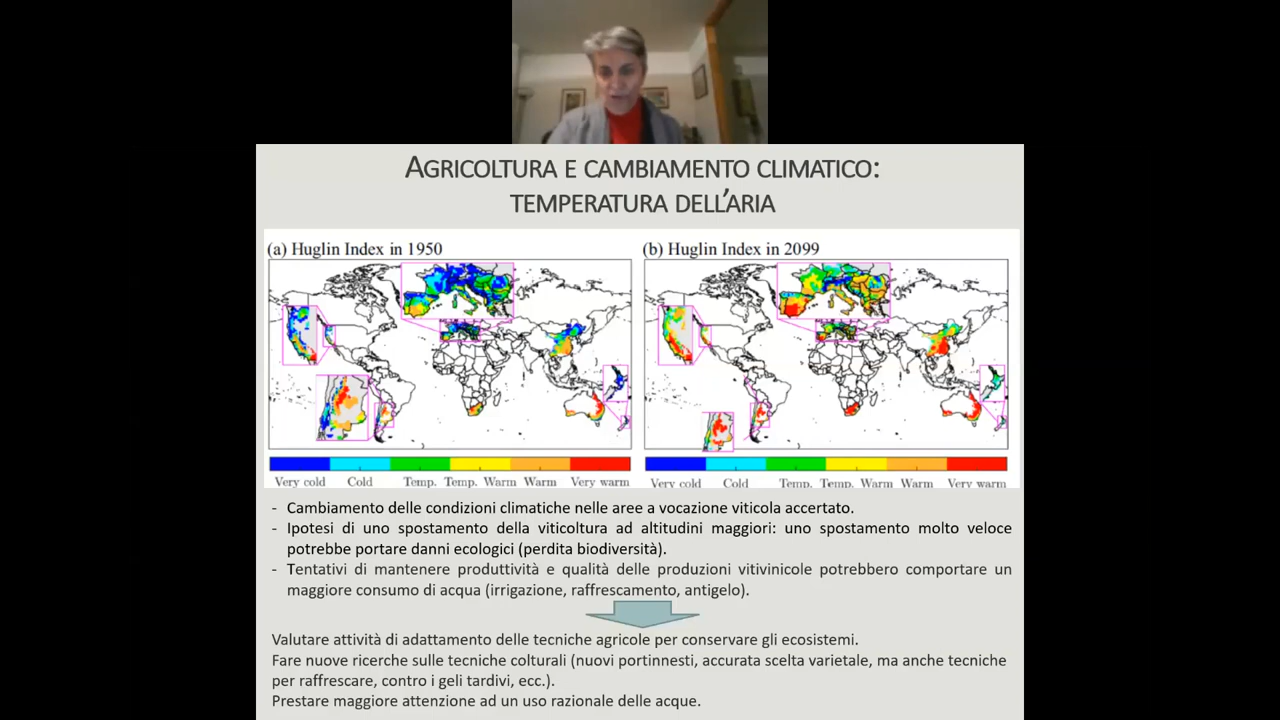 AGRICOLTURA E CAMBIAMENTO CLIMATICO:
TEMPERATURA DELL'ARIA
(a) Huglin Index in 1950
(b) Huglin Index in 2099
Very cold Cold Temp. Temp. Warm Warm Very warm
Very cold Cold Temp. Temp. Warm Warm Very warm
- Cambiamento delle condizioni climatiche nelle aree a vocazione viticola accertato.
- Ipotesi di uno spostamento della viticoltura ad altitudini maggiori: uno spostamento molto veloce
potrebbe portare danni ecologici (perdita biodiversità).
- Tentativi di mantenere produttività e qualità delle produzioni vitivinicole potrebbero comportare un
maggiore consumo di acqua (irrigazione, raffrescamento, antigelo).
Valutare attività di adattamento delle tecniche agricole per conservare gli ecosistemi.
Fare nuove ricerche sulle tecniche colturali (nuovi portinnesti, accurata scelta varietale, ma anche tecniche
per raffrescare, contro i geli tardivi, ecc.).
Prestare maggiore attenzione ad un uso razionale delle acque.